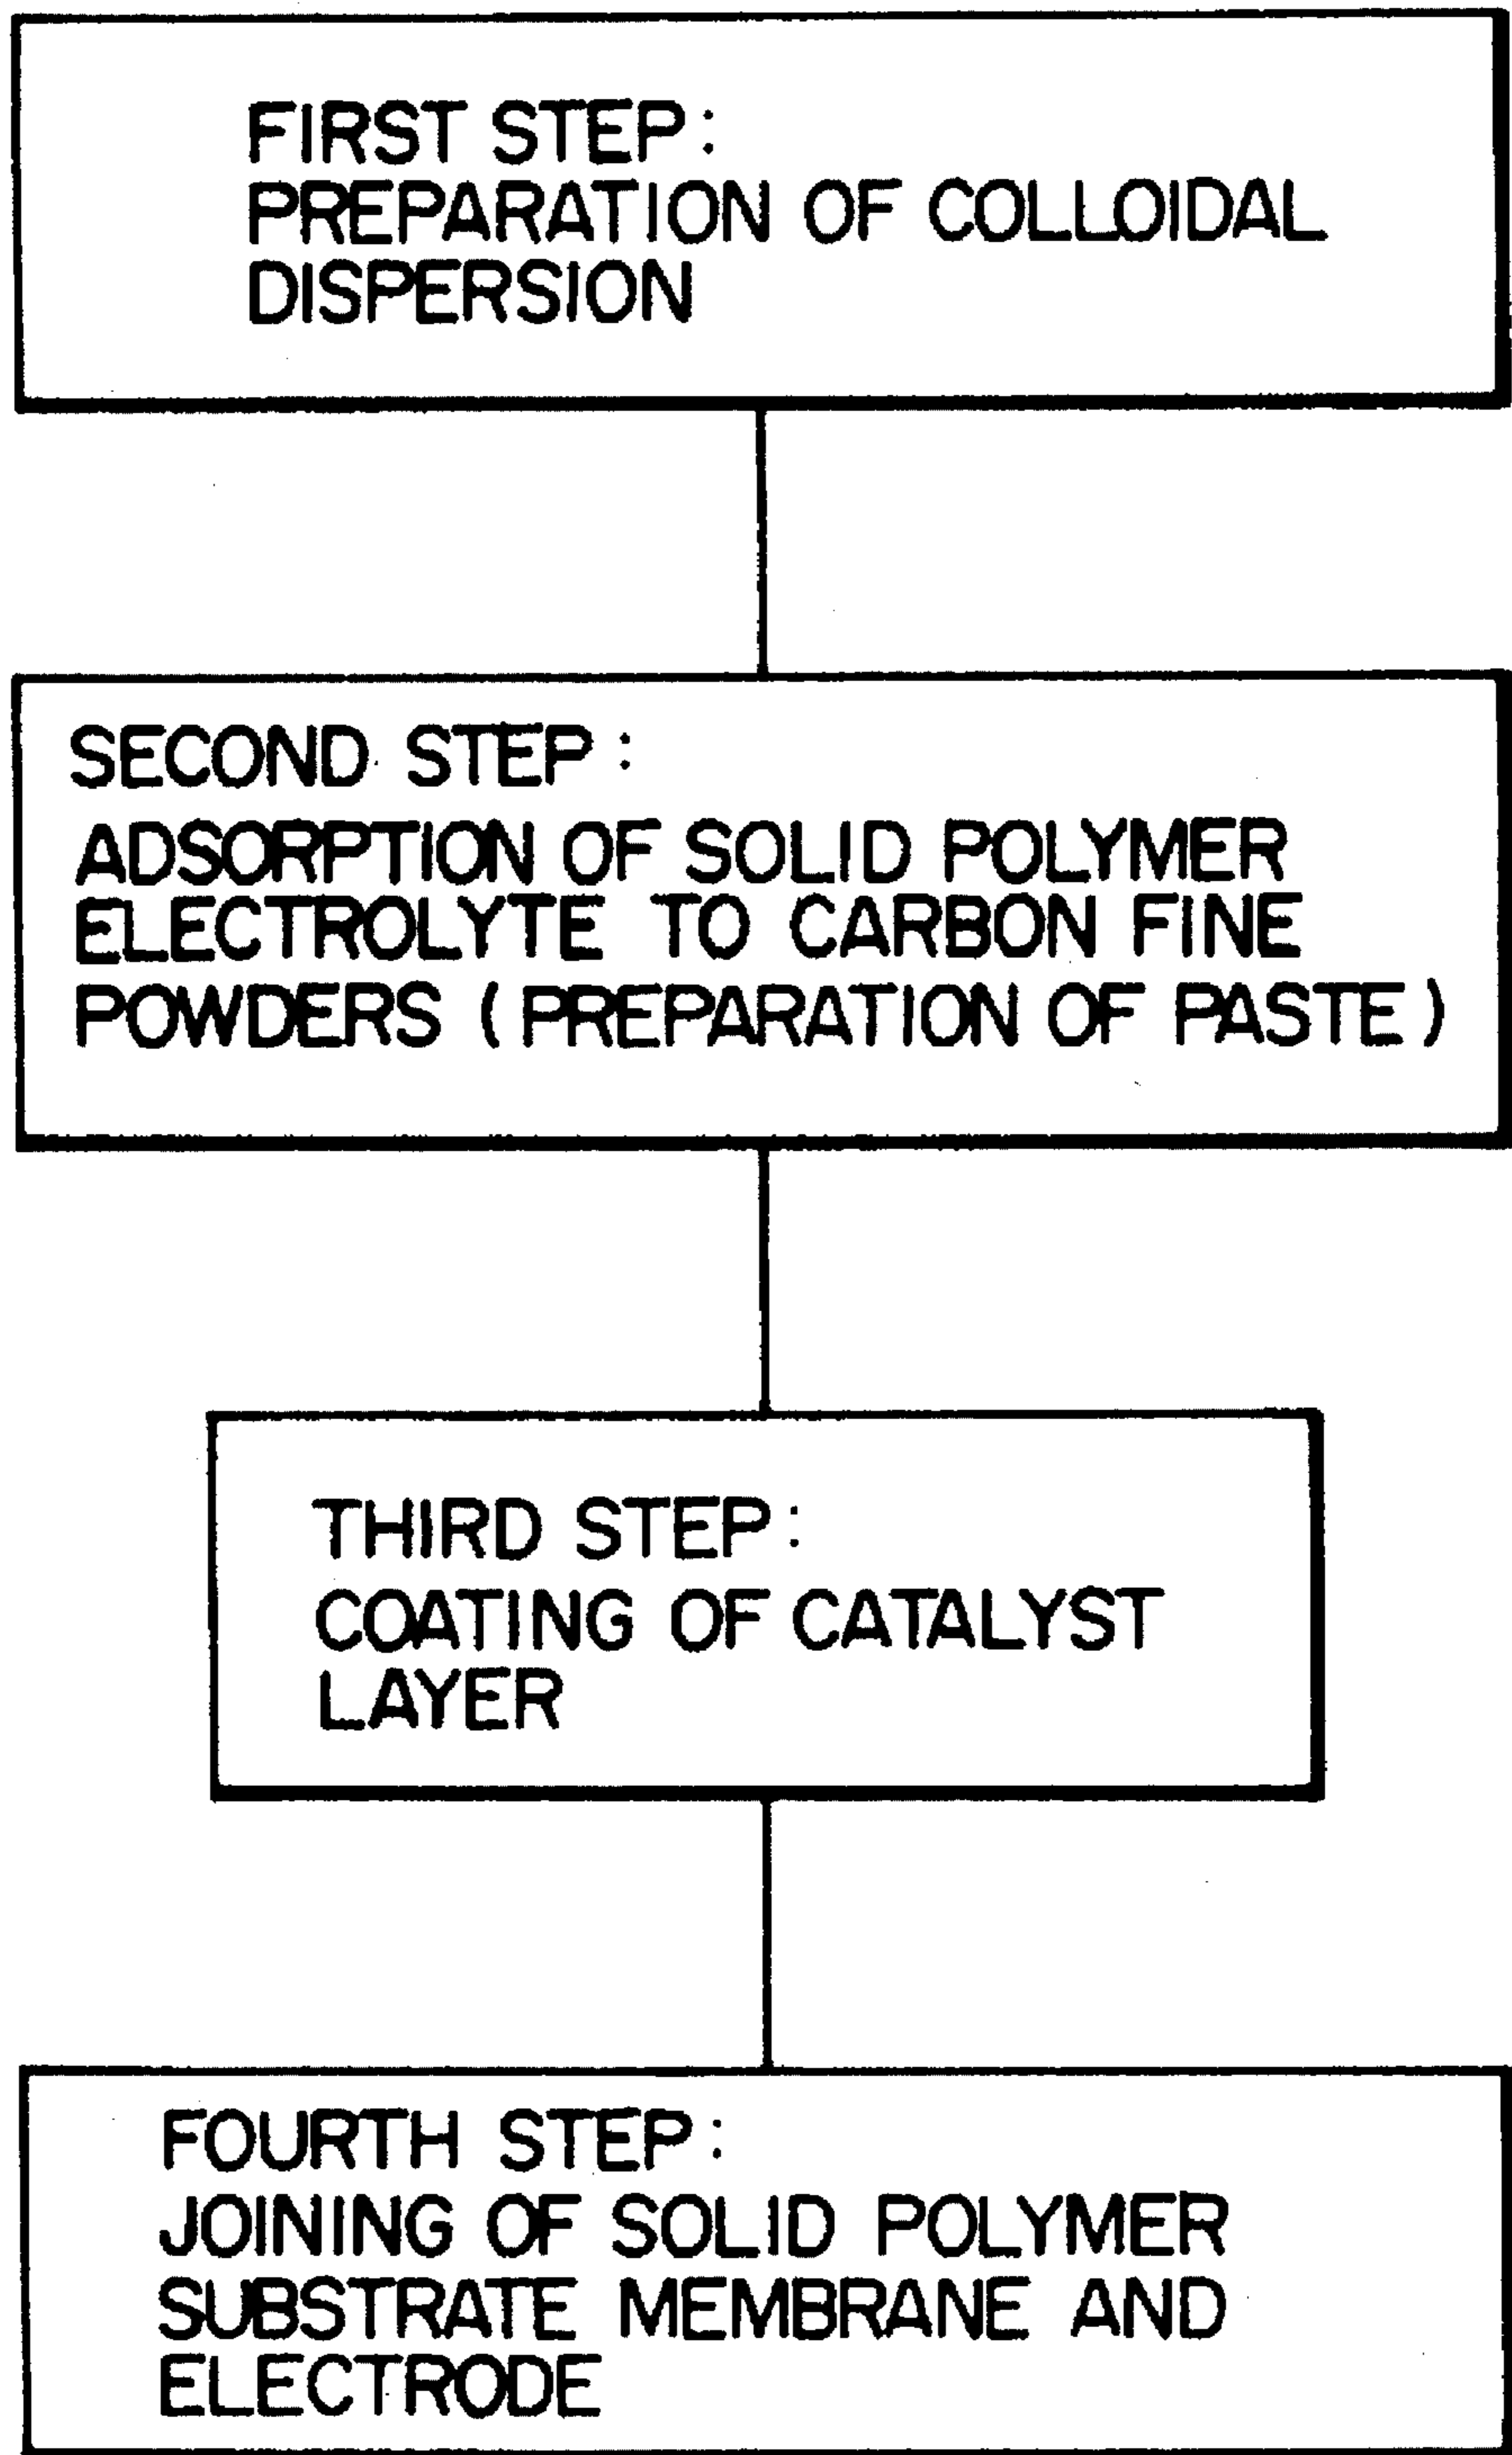 FIRST STEP:
PREPARATION OF COLLOIDAL
DISPERSION
SECOND STEP:
ADSORPTION OF SOLID POLYMER
ELECTROLYTE TO CARBON FINE
POWDERS (PREPARATION OF PASTE)
THIRD STEP:
COATING OF CATALYST
LAYER
FOURTH STEP:
JOINING OF SOLID POLYMER
SUBSTRATE MEMBRANE AND
ELECTRODE